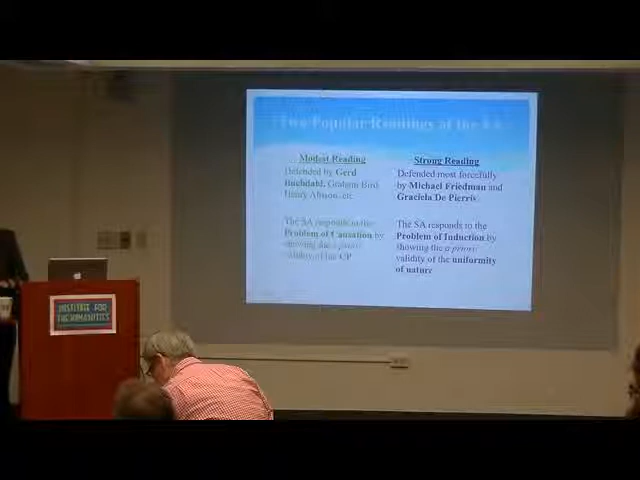 Two Popular Readings of the SA
Modest Reading
Defended by Gerd
Buchdahl, Graham Bird,
Henry Allison, etc.
The SA responds to the
Problem of Causation by
showing the a priori
validity of the CP
Strong Reading
Defended most forcefully
by Michael Friedman and
Graciela De Pierris
The SA responds to the
Problem of Induction by
showing the a priori
validity of the uniformity
of nature
INSTITUTE FOR
THE HUMANITIES